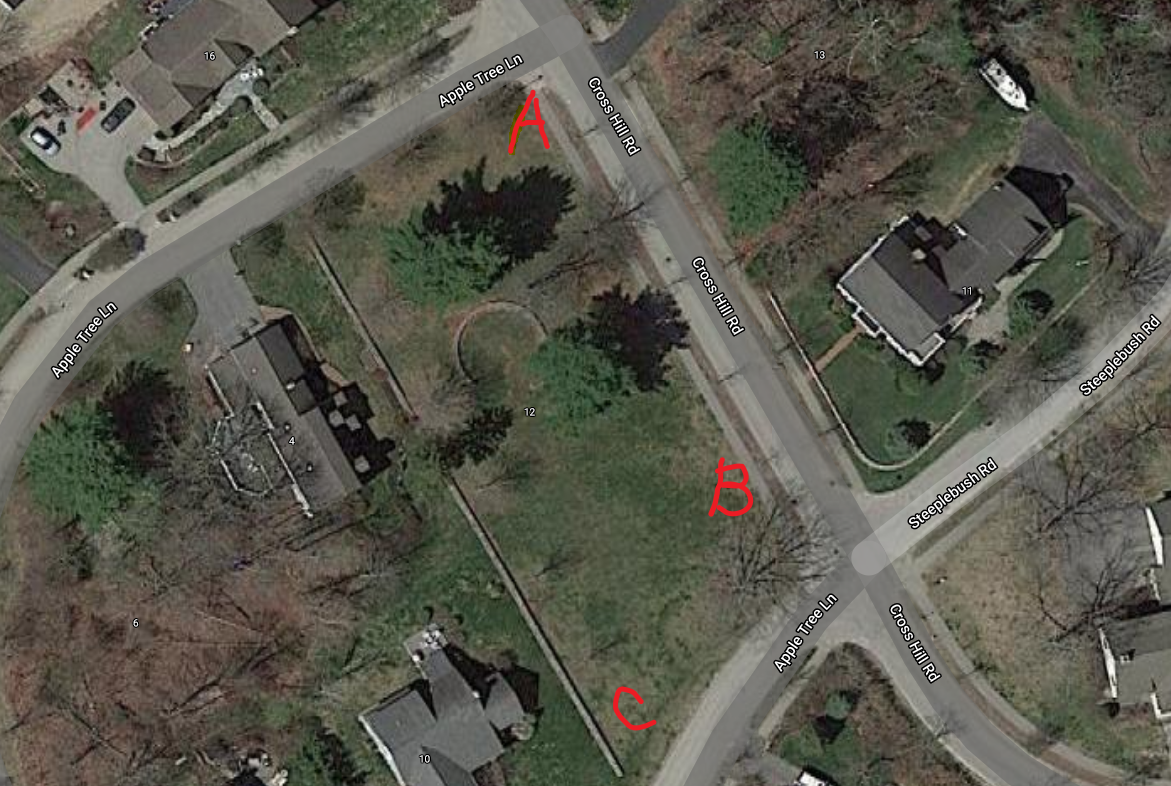 16
Apple Tree Ln
Cross Hill Rd
13
A
Cross Hill Rd
11
Apple Tree Ln
Steeplebush Rd
12
4
B
Steeplebush Rd
6
Apple Tree Ln
Cross Hill Rd
C
10